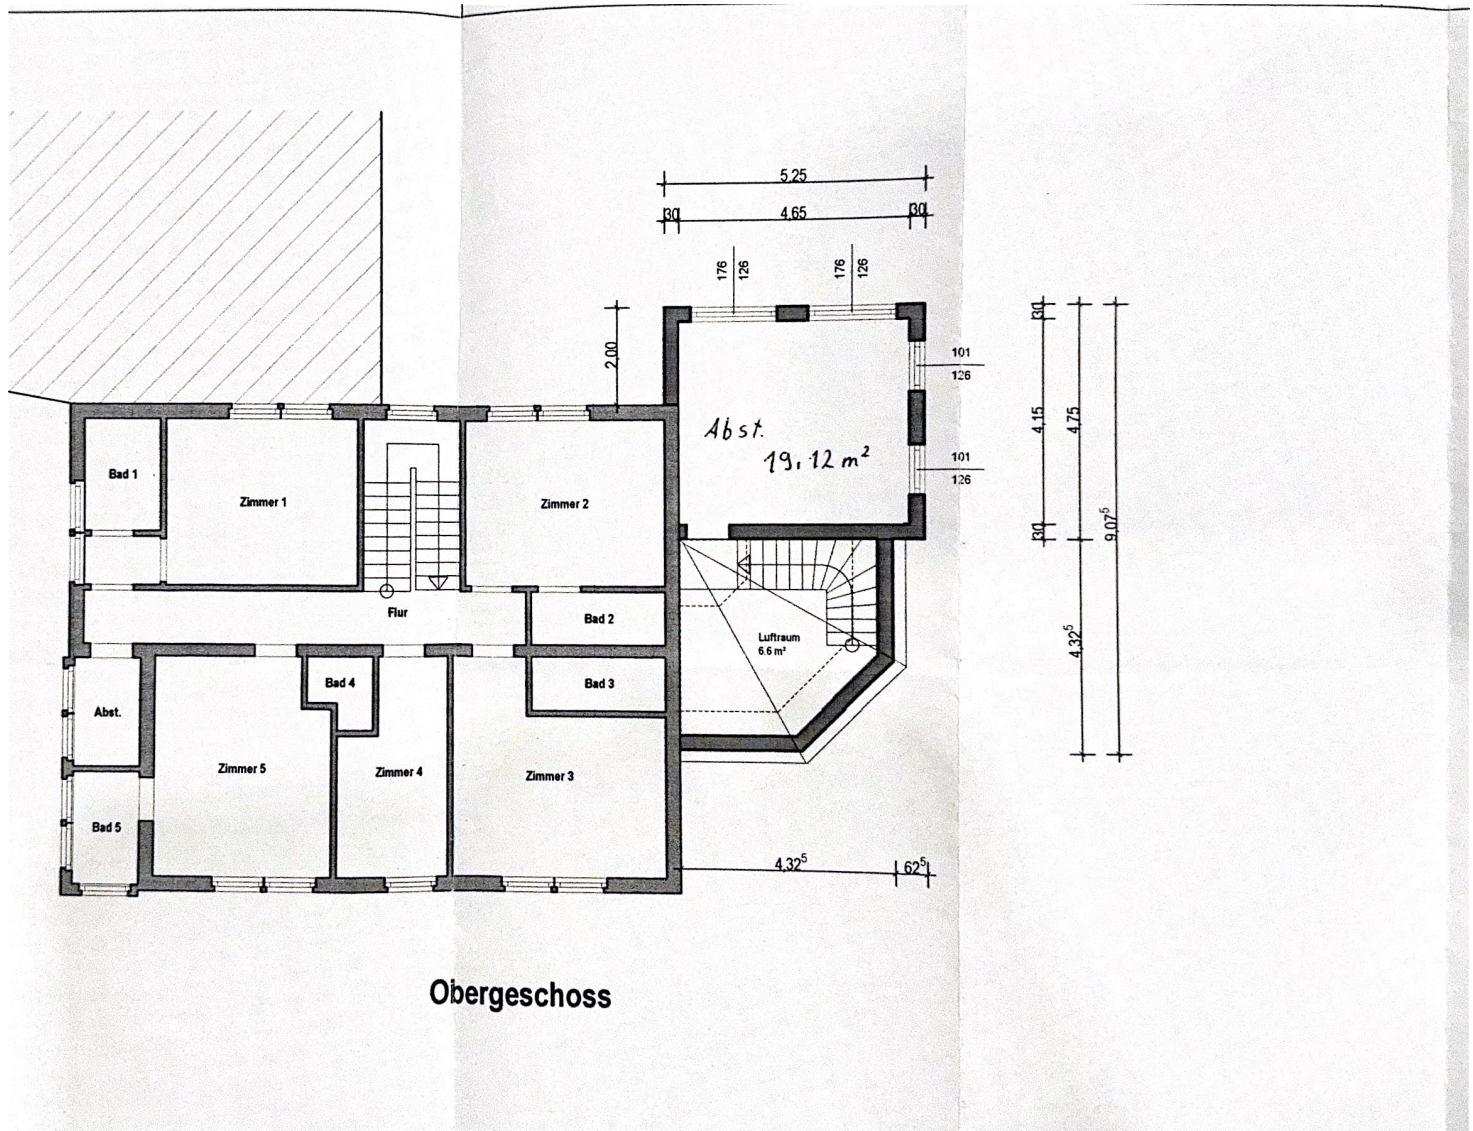 5,25
30 4,65 30
176 126 176 126
2,00
101
126
101
126
30
4,15
30
4,75
4,32⁵
9,07⁵
Abst.
19,12 m²
Bad 1
Zimmer 1
Zimmer 2
Flur
Bad 2
Luftraum
6.6 m²
Bad 4
Bad 3
Abst.
Zimmer 5
Zimmer 4
Zimmer 3
Bad 5
4,32⁵ 62⁵
Obergeschoss